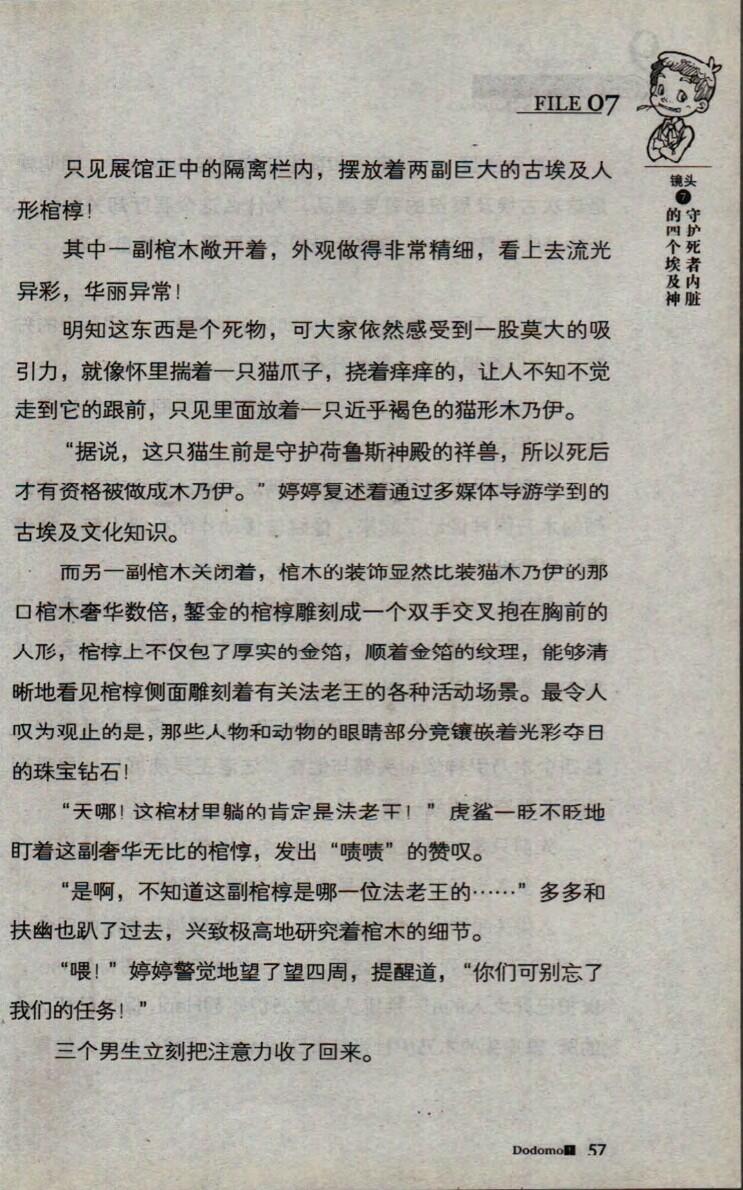 FILE 07
镜头
7
守护死者内脏
的四个埃及神
只见展馆正中的隔离栏内，摆放着两副巨大的古埃及人
形棺椁！
其中一副棺木敞开着，外观做得非常精细，看上去流光
异彩，华丽异常！
明知这东西是个死物，可大家依然感受到一股莫大的吸
引力，就像怀里揣着一只猫爪子，挠着痒痒的，让人不知不觉
走到它的跟前，只见里面放着一只近乎褐色的猫形木乃伊。
“据说，这只猫生前是守护荷鲁斯神殿的祥兽，所以死后
才有资格被做成木乃伊。”婷婷复述着通过多媒体导游学到的
古埃及文化知识。
而另一副棺木关闭着，棺木的装饰显然比装猫木乃伊的那
口棺木奢华数倍，錾金的棺椁雕刻成一个双手交叉抱在胸前的
人形，棺椁上不仅包了厚实的金箔，顺着金箔的纹理，能够清
晰地看见棺椁侧面雕刻着有关法老王的各种活动场景。最令人
叹为观止的是，那些人物和动物的眼睛部分竟镶嵌着光彩夺日
的珠宝钻石！
“天哪！这棺材里躺的肯定是法老王！”虎鲨一眨不眨地
盯着这副奢华无比的棺惇，发出“啧啧”的赞叹。
“是啊，不知道这副棺椁是哪一位法老王的……”多多和
扶幽也趴了过去，兴致极高地研究着棺木的细节。
“喂！”婷婷警觉地望了望四周，提醒道，“你们可别忘了
我们的任务！”
三个男生立刻把注意力收了回来。
Dodomo 57